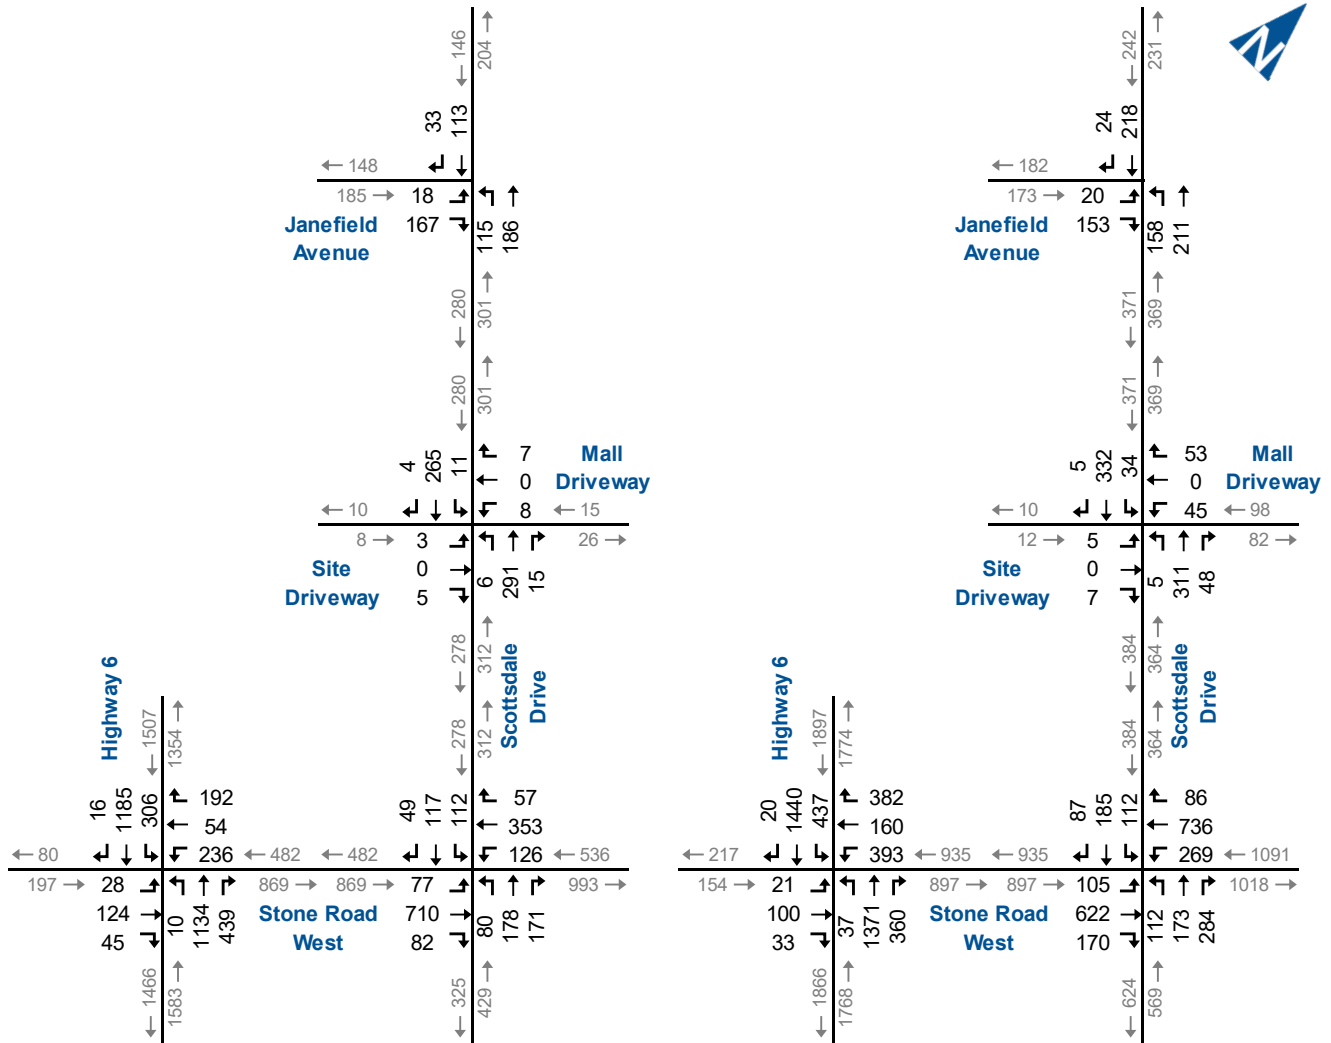 146 204
242 231
33 113
24 218
148
182
185 18
173 20
Janefield 167
Janefield 153
Avenue
Avenue
115 186
158 211
280 301
371 369
280 301
371 369
4 265 11 7 Mall
5 332 34 53 Mall
0 Driveway
0 Driveway
10 8 15
10 45 98
8 3 26
12 5 82
Site 0 6 291 15
Site 0 5 311 48
Driveway 5
Driveway 7
278 312
384 364
Highway 6
Scottsdale
Drive
Highway 6
Scottsdale
Drive
1507 1354 278 312
1897 1774 384 364
16 1185 306 192 49 117 112 57
20 1440 437 382 87 185 112 86
54 353
160 736
80 236 482 482 126 536
217 393 935 935 269 1091
197 28 869 869 77 993
154 21 897 897 105 1018
124 10 1134 439 Stone Road 710 80 178 171
100 37 1371 360 Stone Road 622 112 173 284
45 West 82
33 West 170
1466 1583 325 429
1866 1768 624 569
N